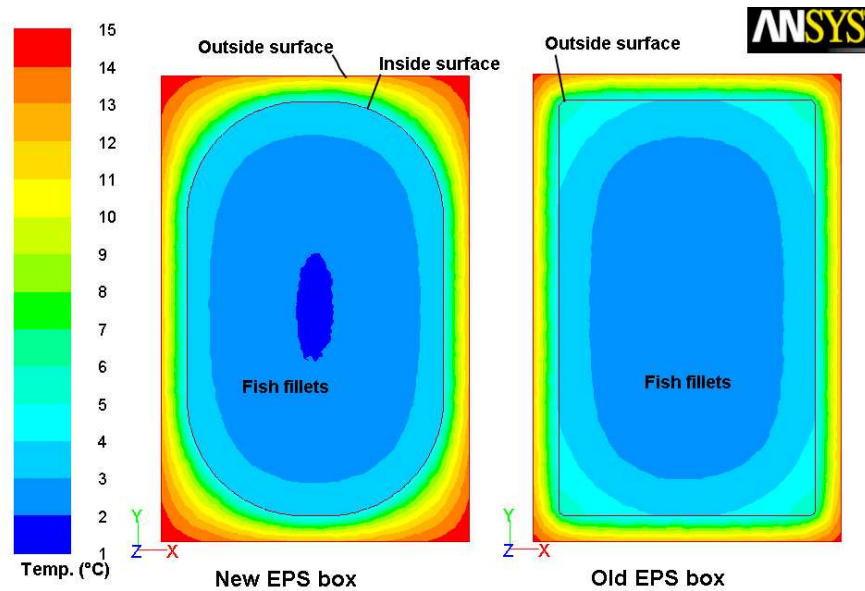 15
14
13
12
11
10
9
8
7
6
5
4
3
2
1
Temp. (°C)
Outside surface
Inside surface
Fish fillets
Y
Z
X
New EPS box
ANSYS
Outside surface
Fish fillets
Y
Z
X
Old EPS box